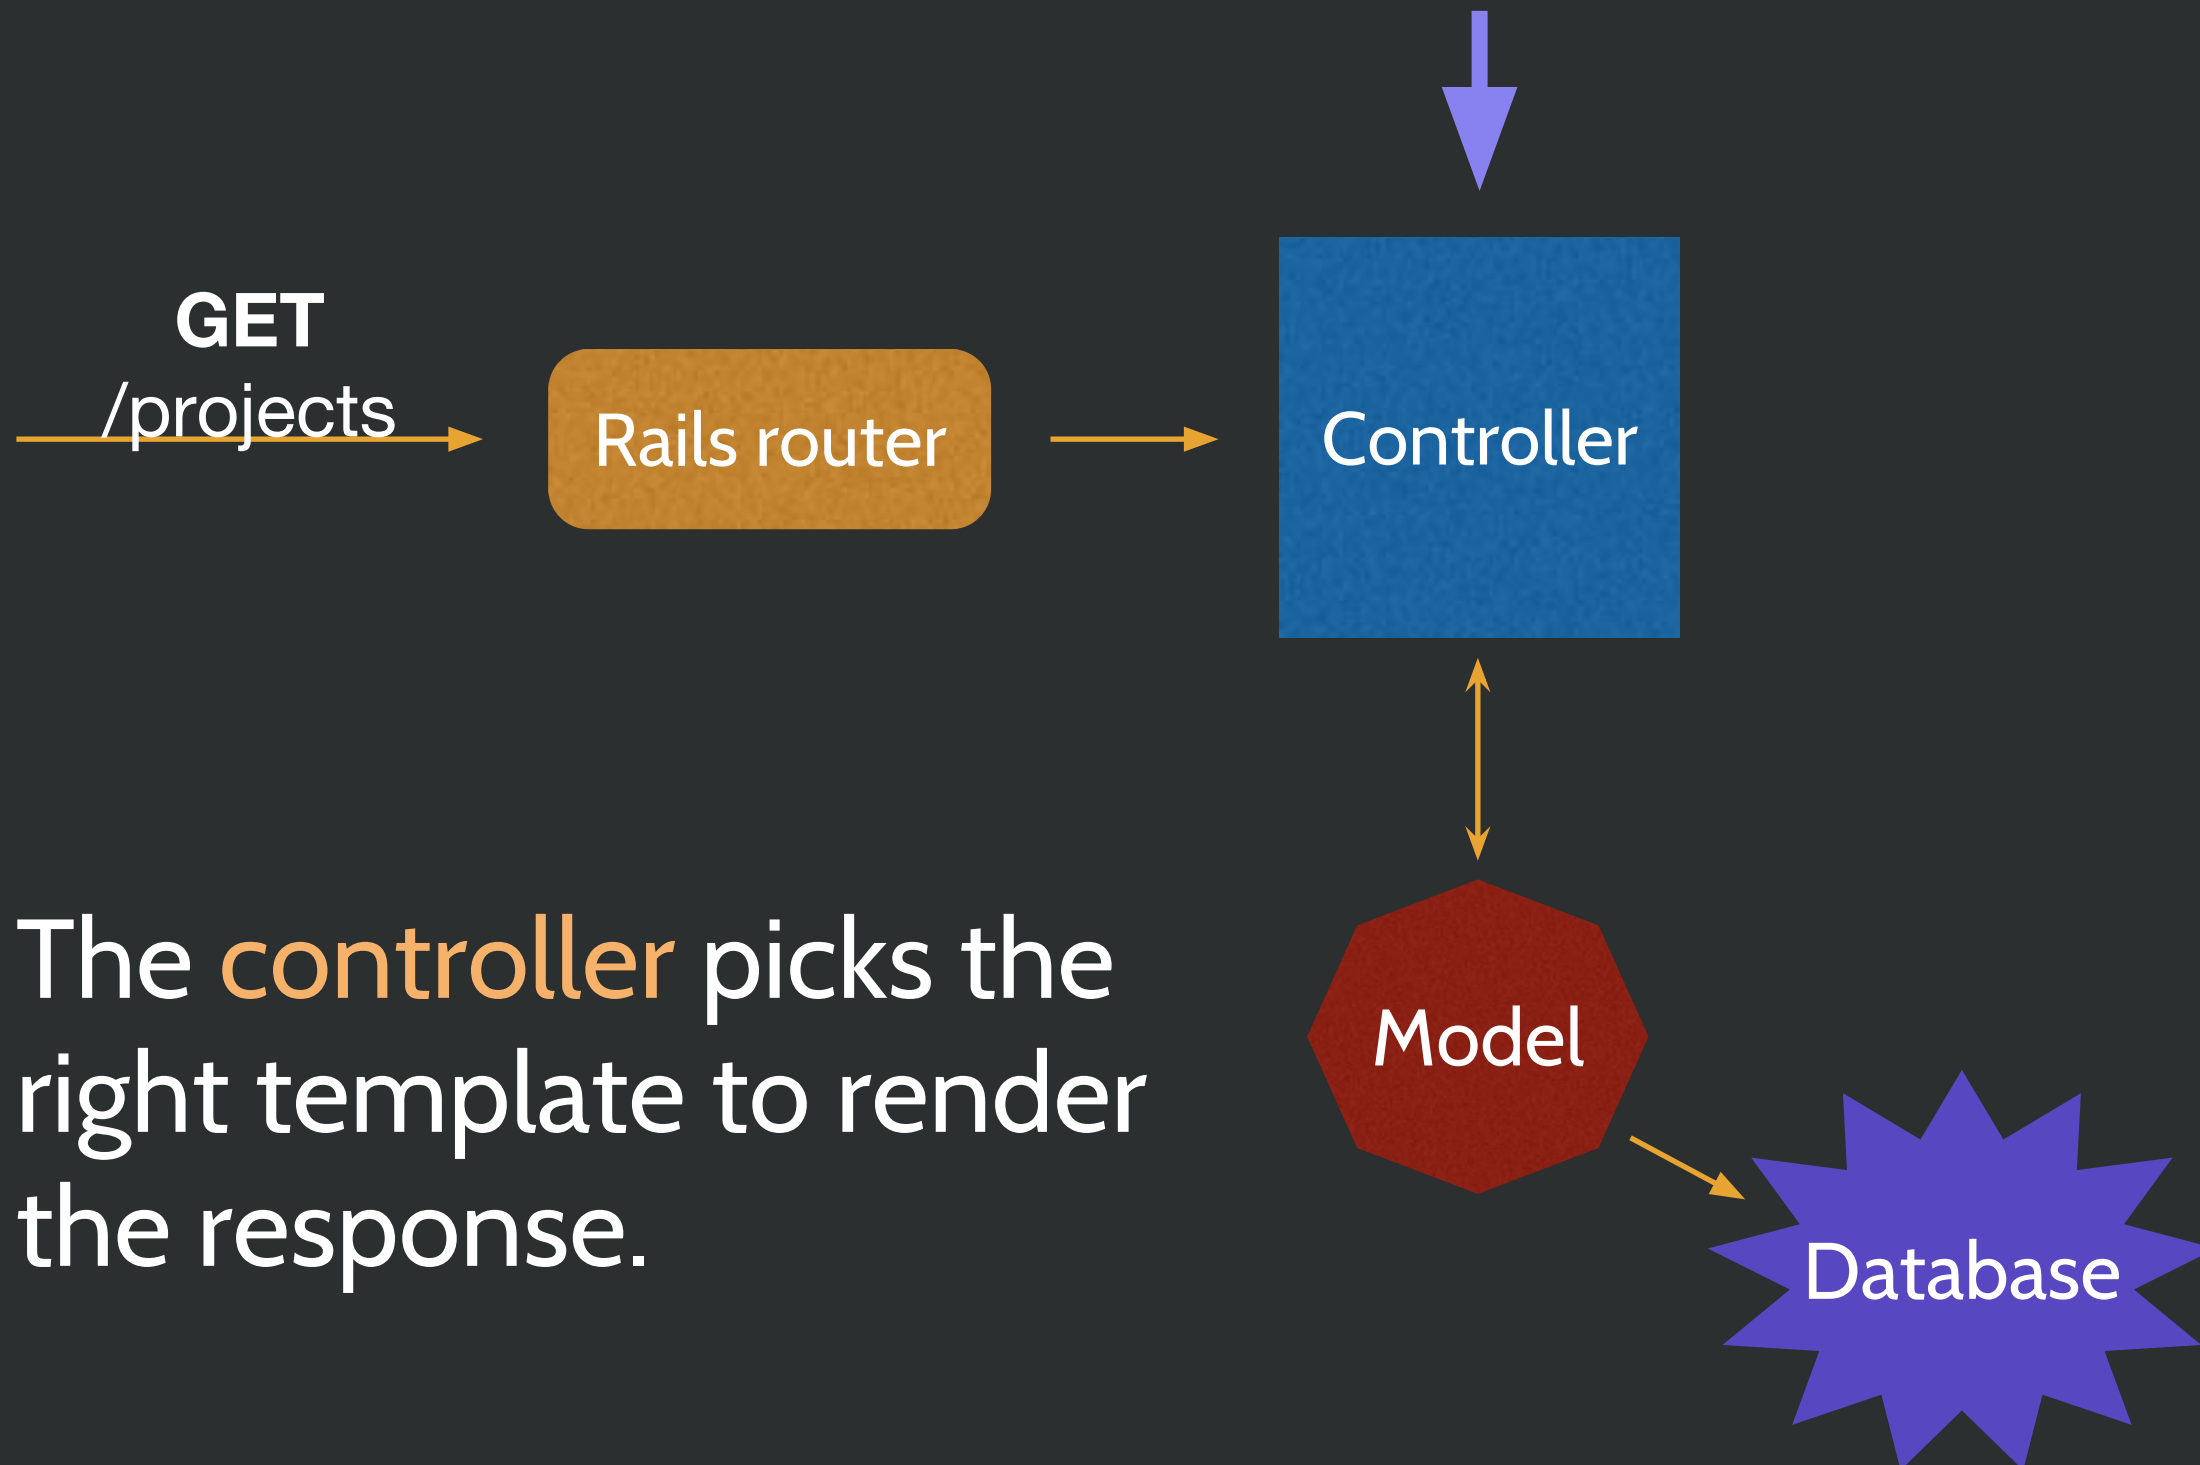 GET
/projects
Rails router
Controller
The controller picks the
right template to render
the response.
Model
Database